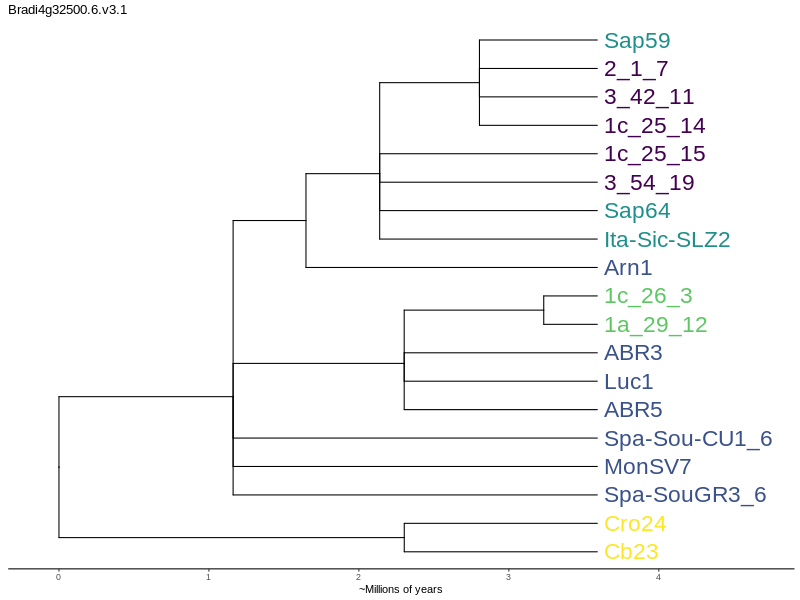 Bradi4g32500.6.v3.1
Sap59
2_1_7
3_42_11
1c_25_14
1c_25_15
3_54_19
Sap64
Ita-Sic-SLZ2
Arn1
1c_26_3
1a_29_12
ABR3
Luc1
ABR5
Spa-Sou-CU1_6
MonSV7
Spa-SouGR3_6
Cro24
Cb23
0 1 2 3 4
~Millions of years